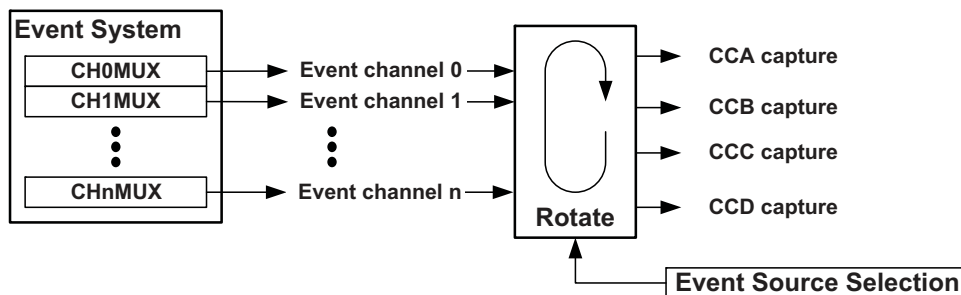 Event System
CH0MUX
Event channel 0
CCA capture
CH1MUX
Event channel 1
CCB capture
CCC capture
CHnMUX
Event channel n
CCD capture
Rotate
Event Source Selection